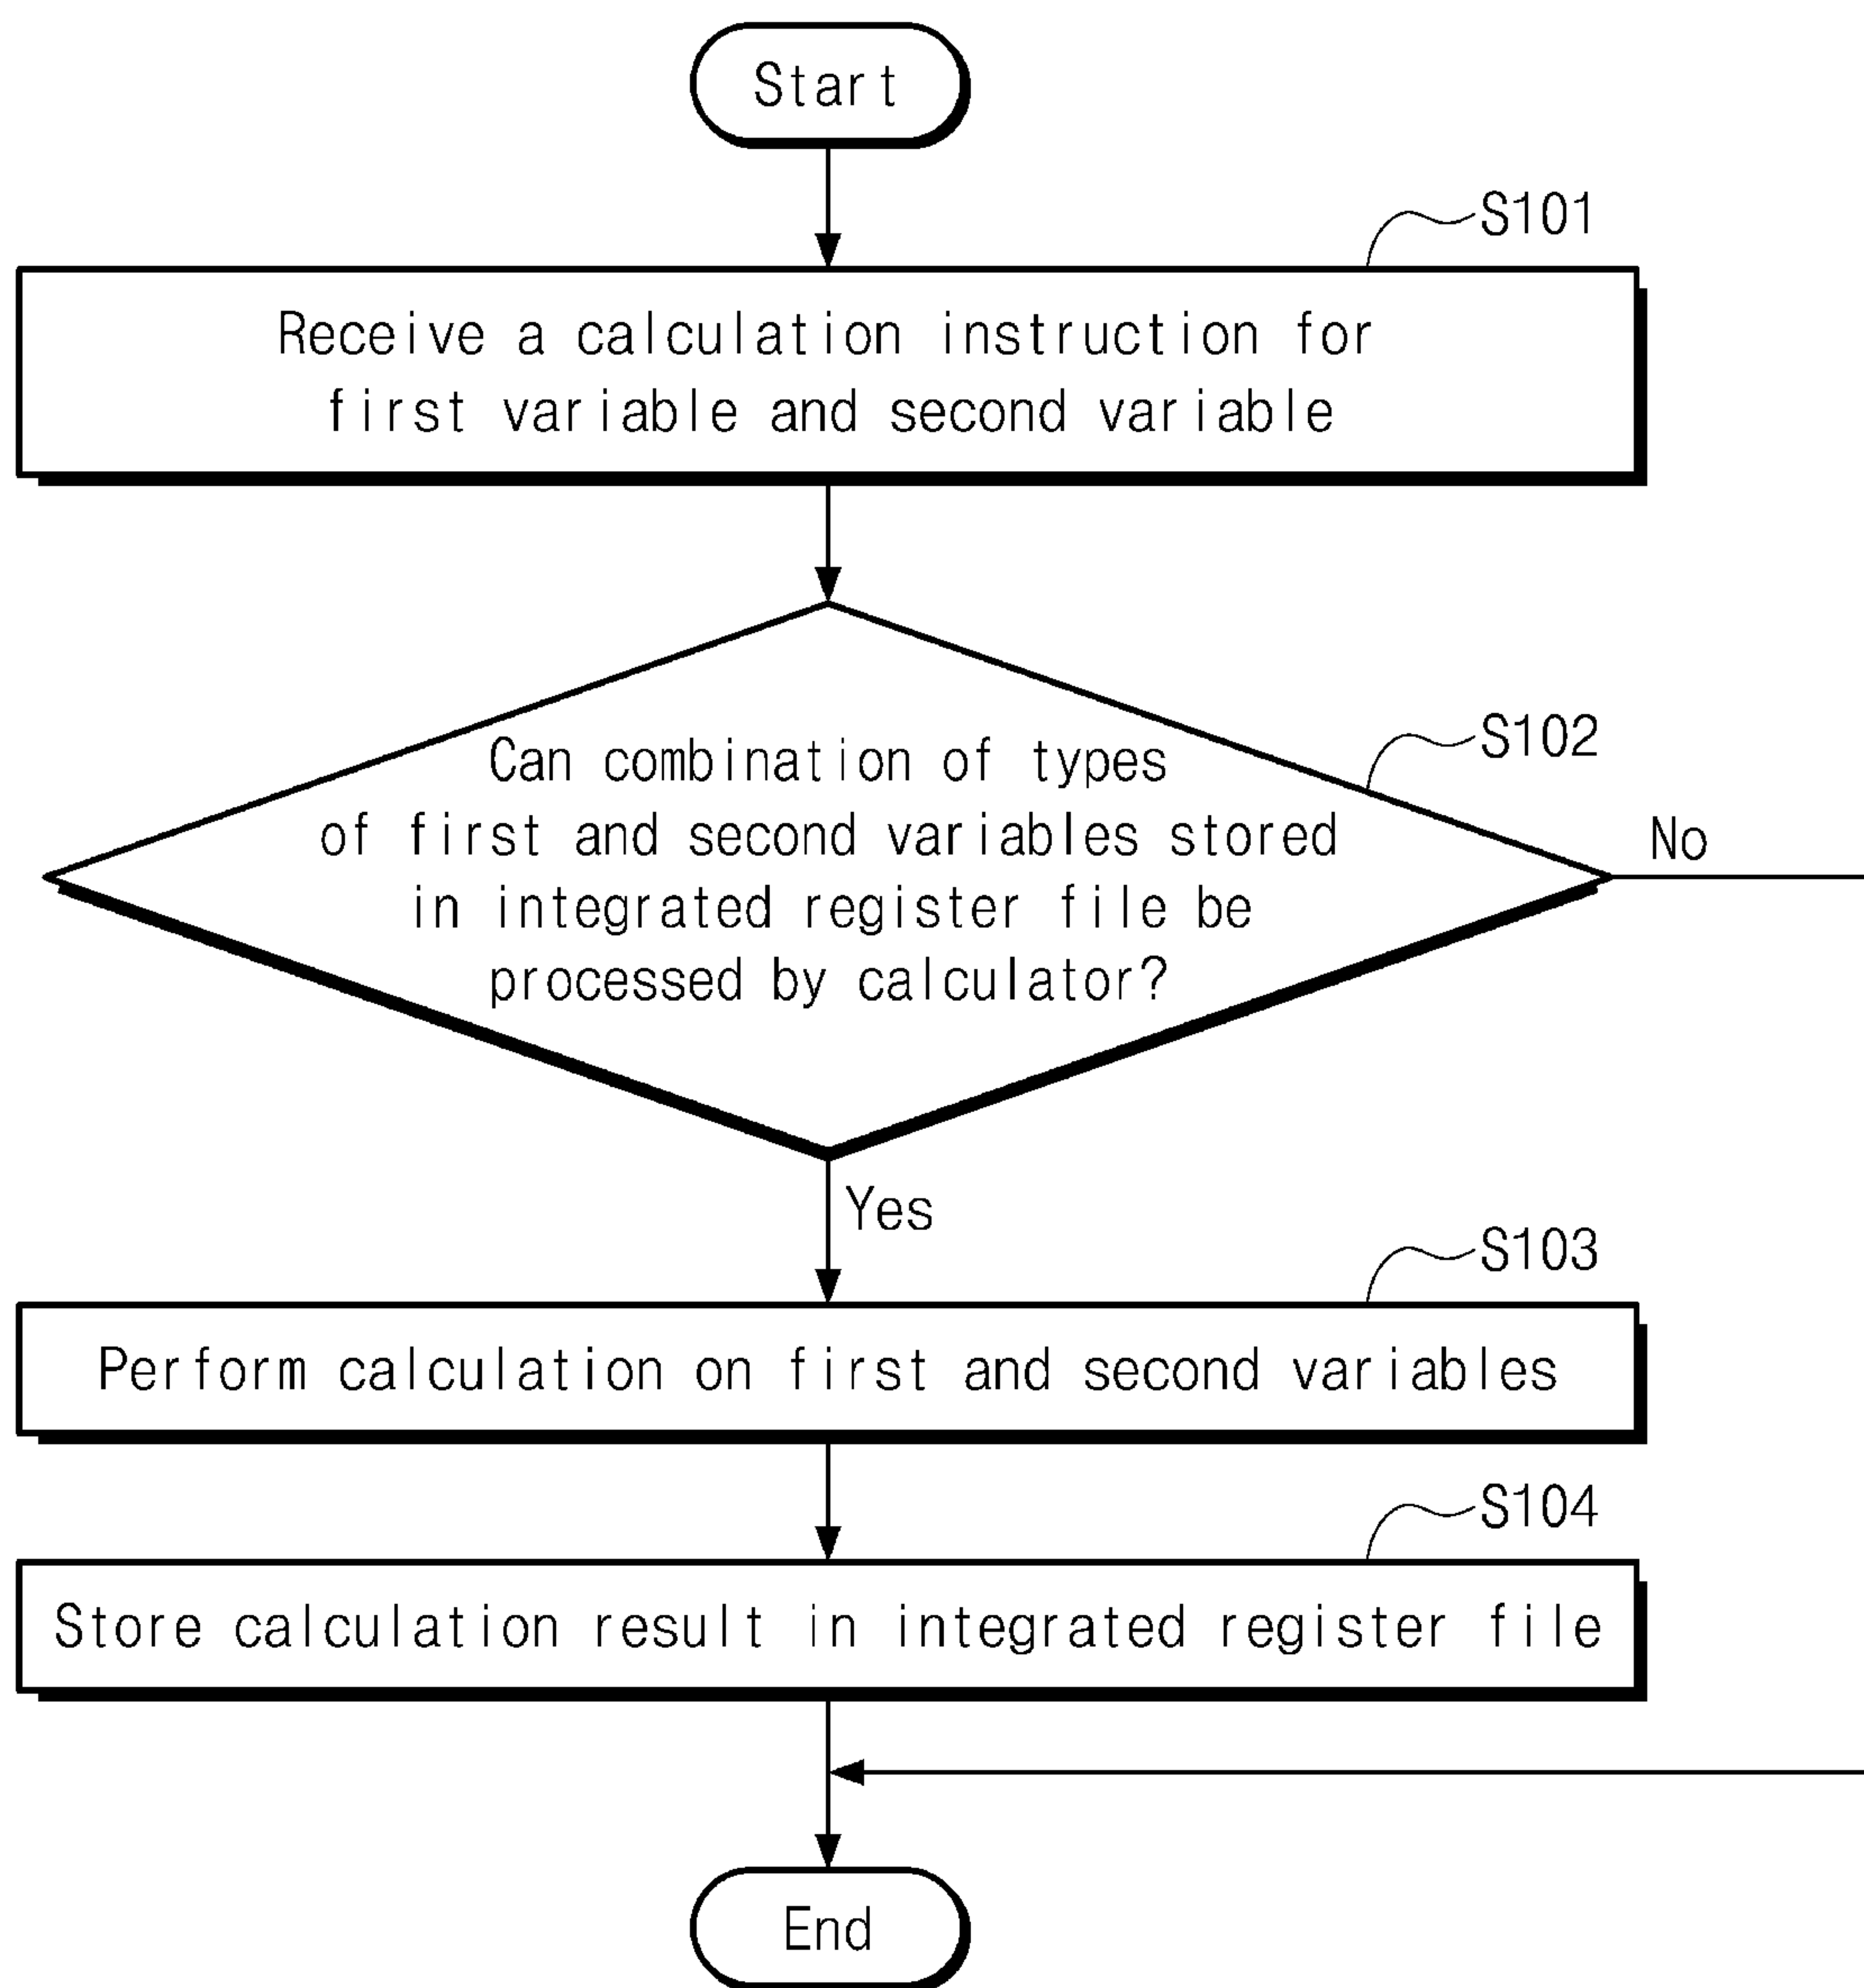 Start
S101
Receive a calculation instruction for
first variable and second variable
S102
Can combination of types
of first and second variables stored
in integrated register file be
processed by calculator?
No
Yes
S103
Perform calculation on first and second variables
S104
Store calculation result in integrated register file
End